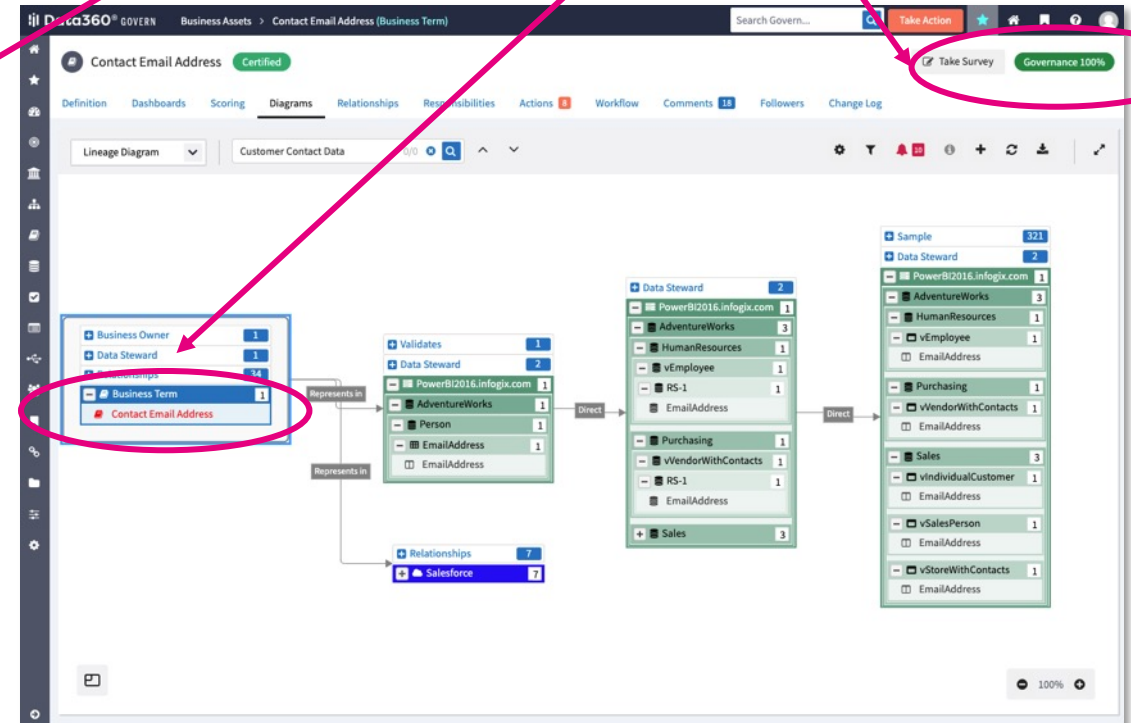 Data360® GOVERN Business Assets > Contact Email Address (Business Term) Search Govern... Take Action
Contact Email Address Certified Take Survey Governance 100%
Definition Dashboards Scoring Diagrams Relationships Responsibilities Actions 8 Workflow Comments 18 Followers Change Log
Lineage Diagram Customer Contact Data 0/0 10
Business Owner 1
Data Steward 1
Relationships 34
Business Term 1
Contact Email Address
Represents in
Represents in
Validates 1
Data Steward 2
PowerBI2016.infogix.com 1
AdventureWorks 1
Person 1
EmailAddress 1
EmailAddress
Relationships 7
Salesforce 7
Direct
Data Steward 2
PowerBI2016.infogix.com 1
AdventureWorks 3
HumanResources 1
vEmployee 1
RS-1 1
EmailAddress
Purchasing 1
vVendorWithContacts 1
RS-1 1
EmailAddress
Sales 3
Direct
Sample 321
Data Steward 2
PowerBI2016.infogix.com 1
AdventureWorks 3
HumanResources 1
vEmployee 1
EmailAddress
Purchasing 1
vVendorWithContacts 1
EmailAddress
Sales 3
vIndividualCustomer 1
EmailAddress
vSalesPerson 1
EmailAddress
vStoreWithContacts 1
EmailAddress
100%